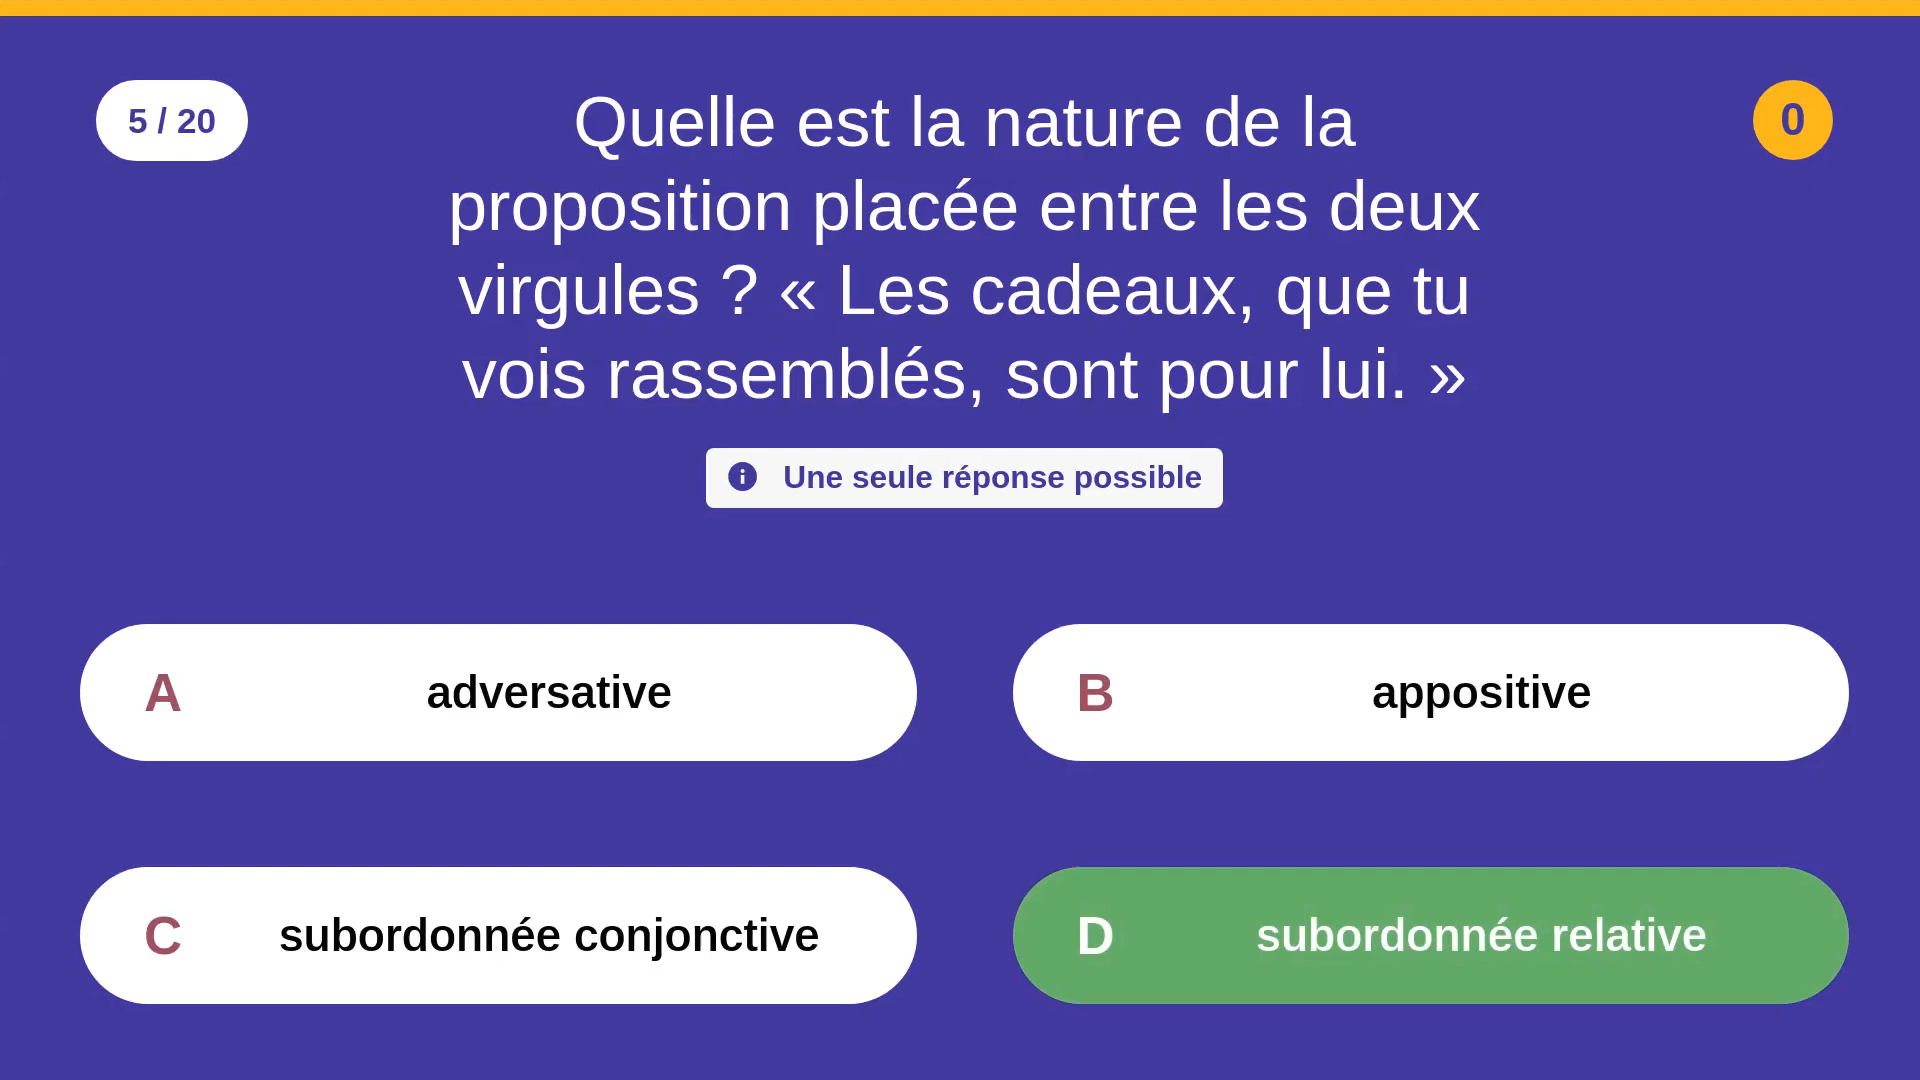 5 / 20
Quelle est la nature de la
proposition placée entre les deux
virgules ? « Les cadeaux, que tu
vois rassemblés, sont pour lui. »
0
Une seule réponse possible
A adversative
B appositive
C subordonnée conjonctive
D subordonnée relative